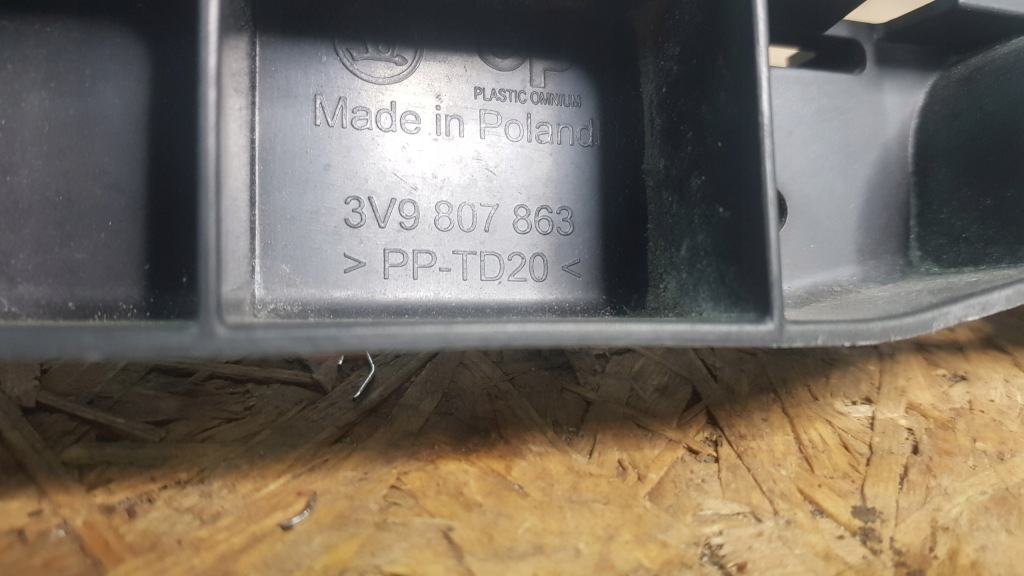 PLASTIC OMNIUM
Made in Poland
3V9 807 863
> PP-TD20 <